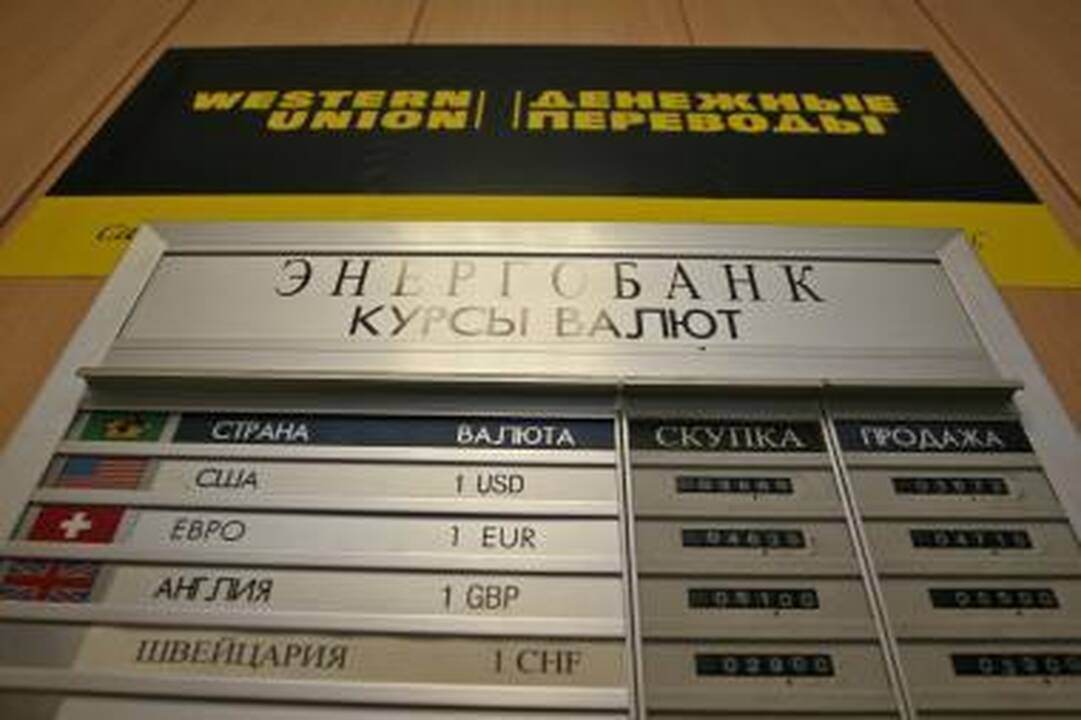 WESTERN UNION ДЕНЕЖНЫЕ ПЕРЕВОДЫ
ЭНЕРГОБАНК
КУРСЫ ВАЛЮТ
СТРАНА ВАЛЮТА СКУПКА ПРОДАЖА
США 1 USD
ЕВРО 1 EUR
АНГЛИЯ 1 GBP 05100 05500
ШВЕЙЦАРИЯ 1 CHF 02900